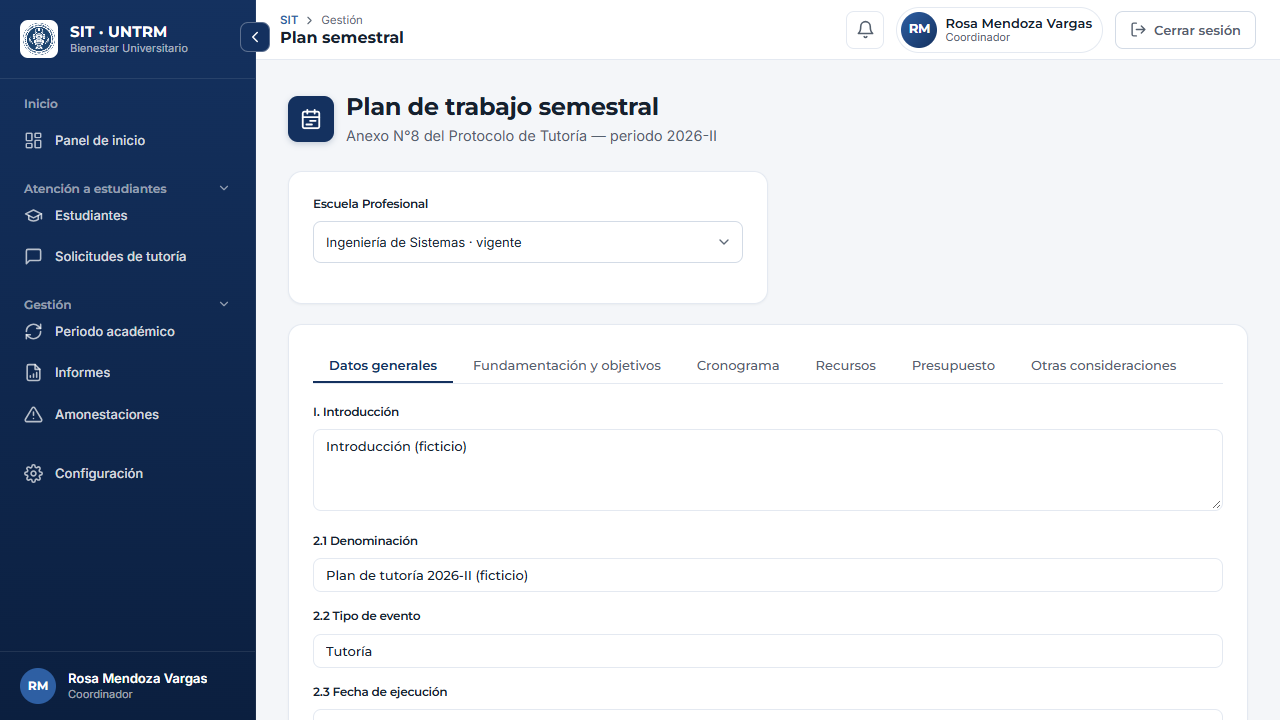 SIT · UNTRM
Bienestar Universitario
Inicio
Panel de inicio
Atención a estudiantes
Estudiantes
Solicitudes de tutoría
Gestión
Periodo académico
Informes
Amonestaciones
Configuración
RM
Rosa Mendoza Vargas
Coordinador
SIT > Gestión
Plan semestral
RM
Rosa Mendoza Vargas
Coordinador
Cerrar sesión
Plan de trabajo semestral
Anexo N°8 del Protocolo de Tutoría — periodo 2026-II
Escuela Profesional
Ingeniería de Sistemas · vigente
Datos generales
Fundamentación y objetivos
Cronograma
Recursos
Presupuesto
Otras consideraciones
I. Introducción
Introducción (ficticio)
2.1 Denominación
Plan de tutoría 2026-II (ficticio)
2.2 Tipo de evento
Tutoría
2.3 Fecha de ejecución